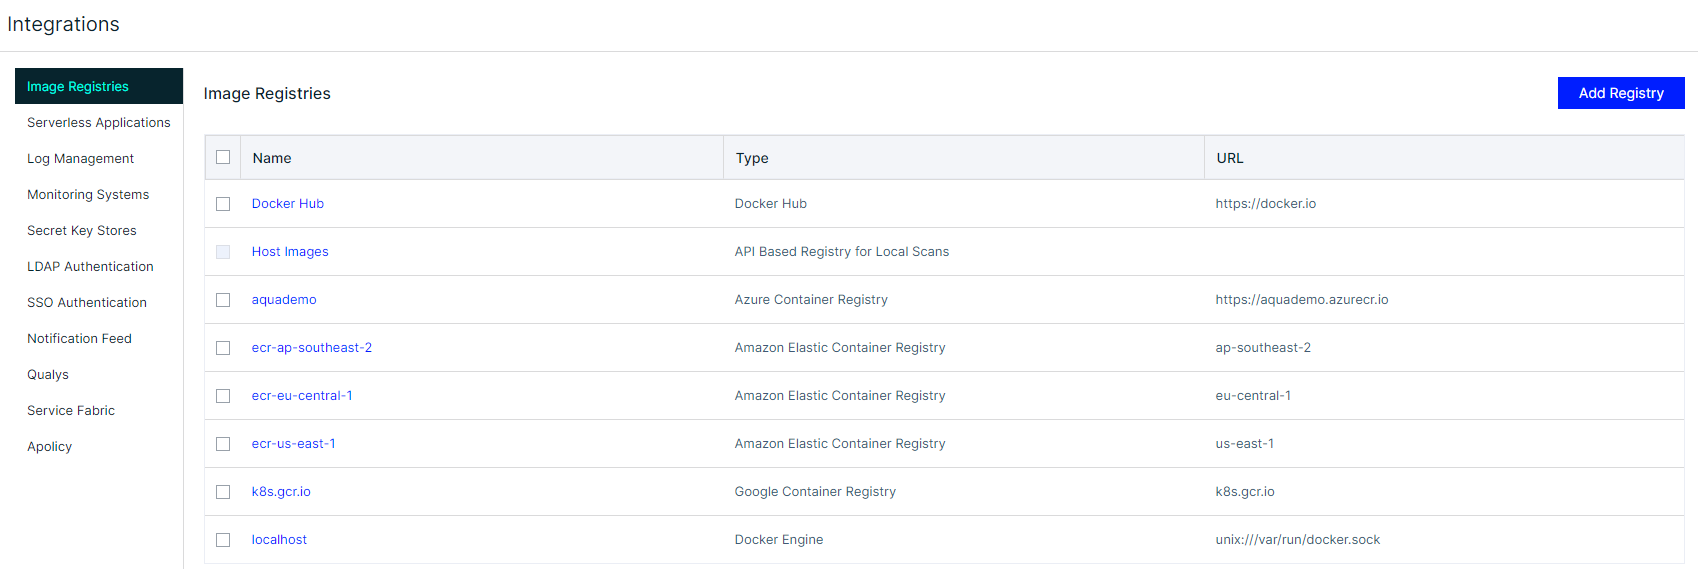 Integrations
Image Registries
Serverless Applications
Log Management
Monitoring Systems
Secret Key Stores
LDAP Authentication
SSO Authentication
Notification Feed
Qualys
Service Fabric
Apolicy
Image Registries
Add Registry
Name Type URL
Docker Hub Docker Hub https://docker.io
Host Images API Based Registry for Local Scans
aquademo Azure Container Registry https://aquademo.azurecr.io
ecr-ap-southeast-2 Amazon Elastic Container Registry ap-southeast-2
ecr-eu-central-1 Amazon Elastic Container Registry eu-central-1
ecr-us-east-1 Amazon Elastic Container Registry us-east-1
k8s.gcr.io Google Container Registry k8s.gcr.io
localhost Docker Engine unix:///var/run/docker.sock